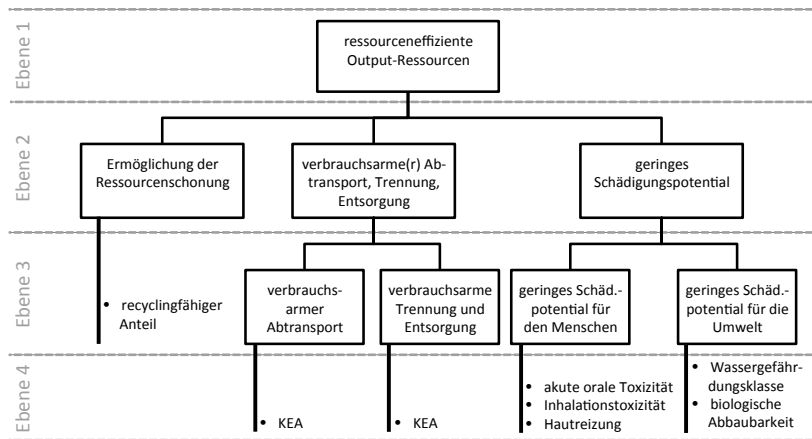 Ebene 1
ressourceneffiziente
Output-Ressourcen
Ebene 2
Ermöglichung der
Ressourcenschonung
verbrauchsarme(r) Ab-
transport, Trennung,
Entsorgung
geringes
Schädigungspotential
Ebene 3
• recyclingfähiger
Anteil
verbrauchs-
armer
Abtransport
verbrauchsarme
Trennung und
Entsorgung
geringes Schäd.-
potential für
den Menschen
geringes Schäd.-
potential für die
Umwelt
Ebene 4
• KEA
• KEA
• akute orale Toxizität
• Inhalationstoxizität
• Hautreizung
• Wassergefähr-
dungsklasse
• biologische
Abbaubarkeit